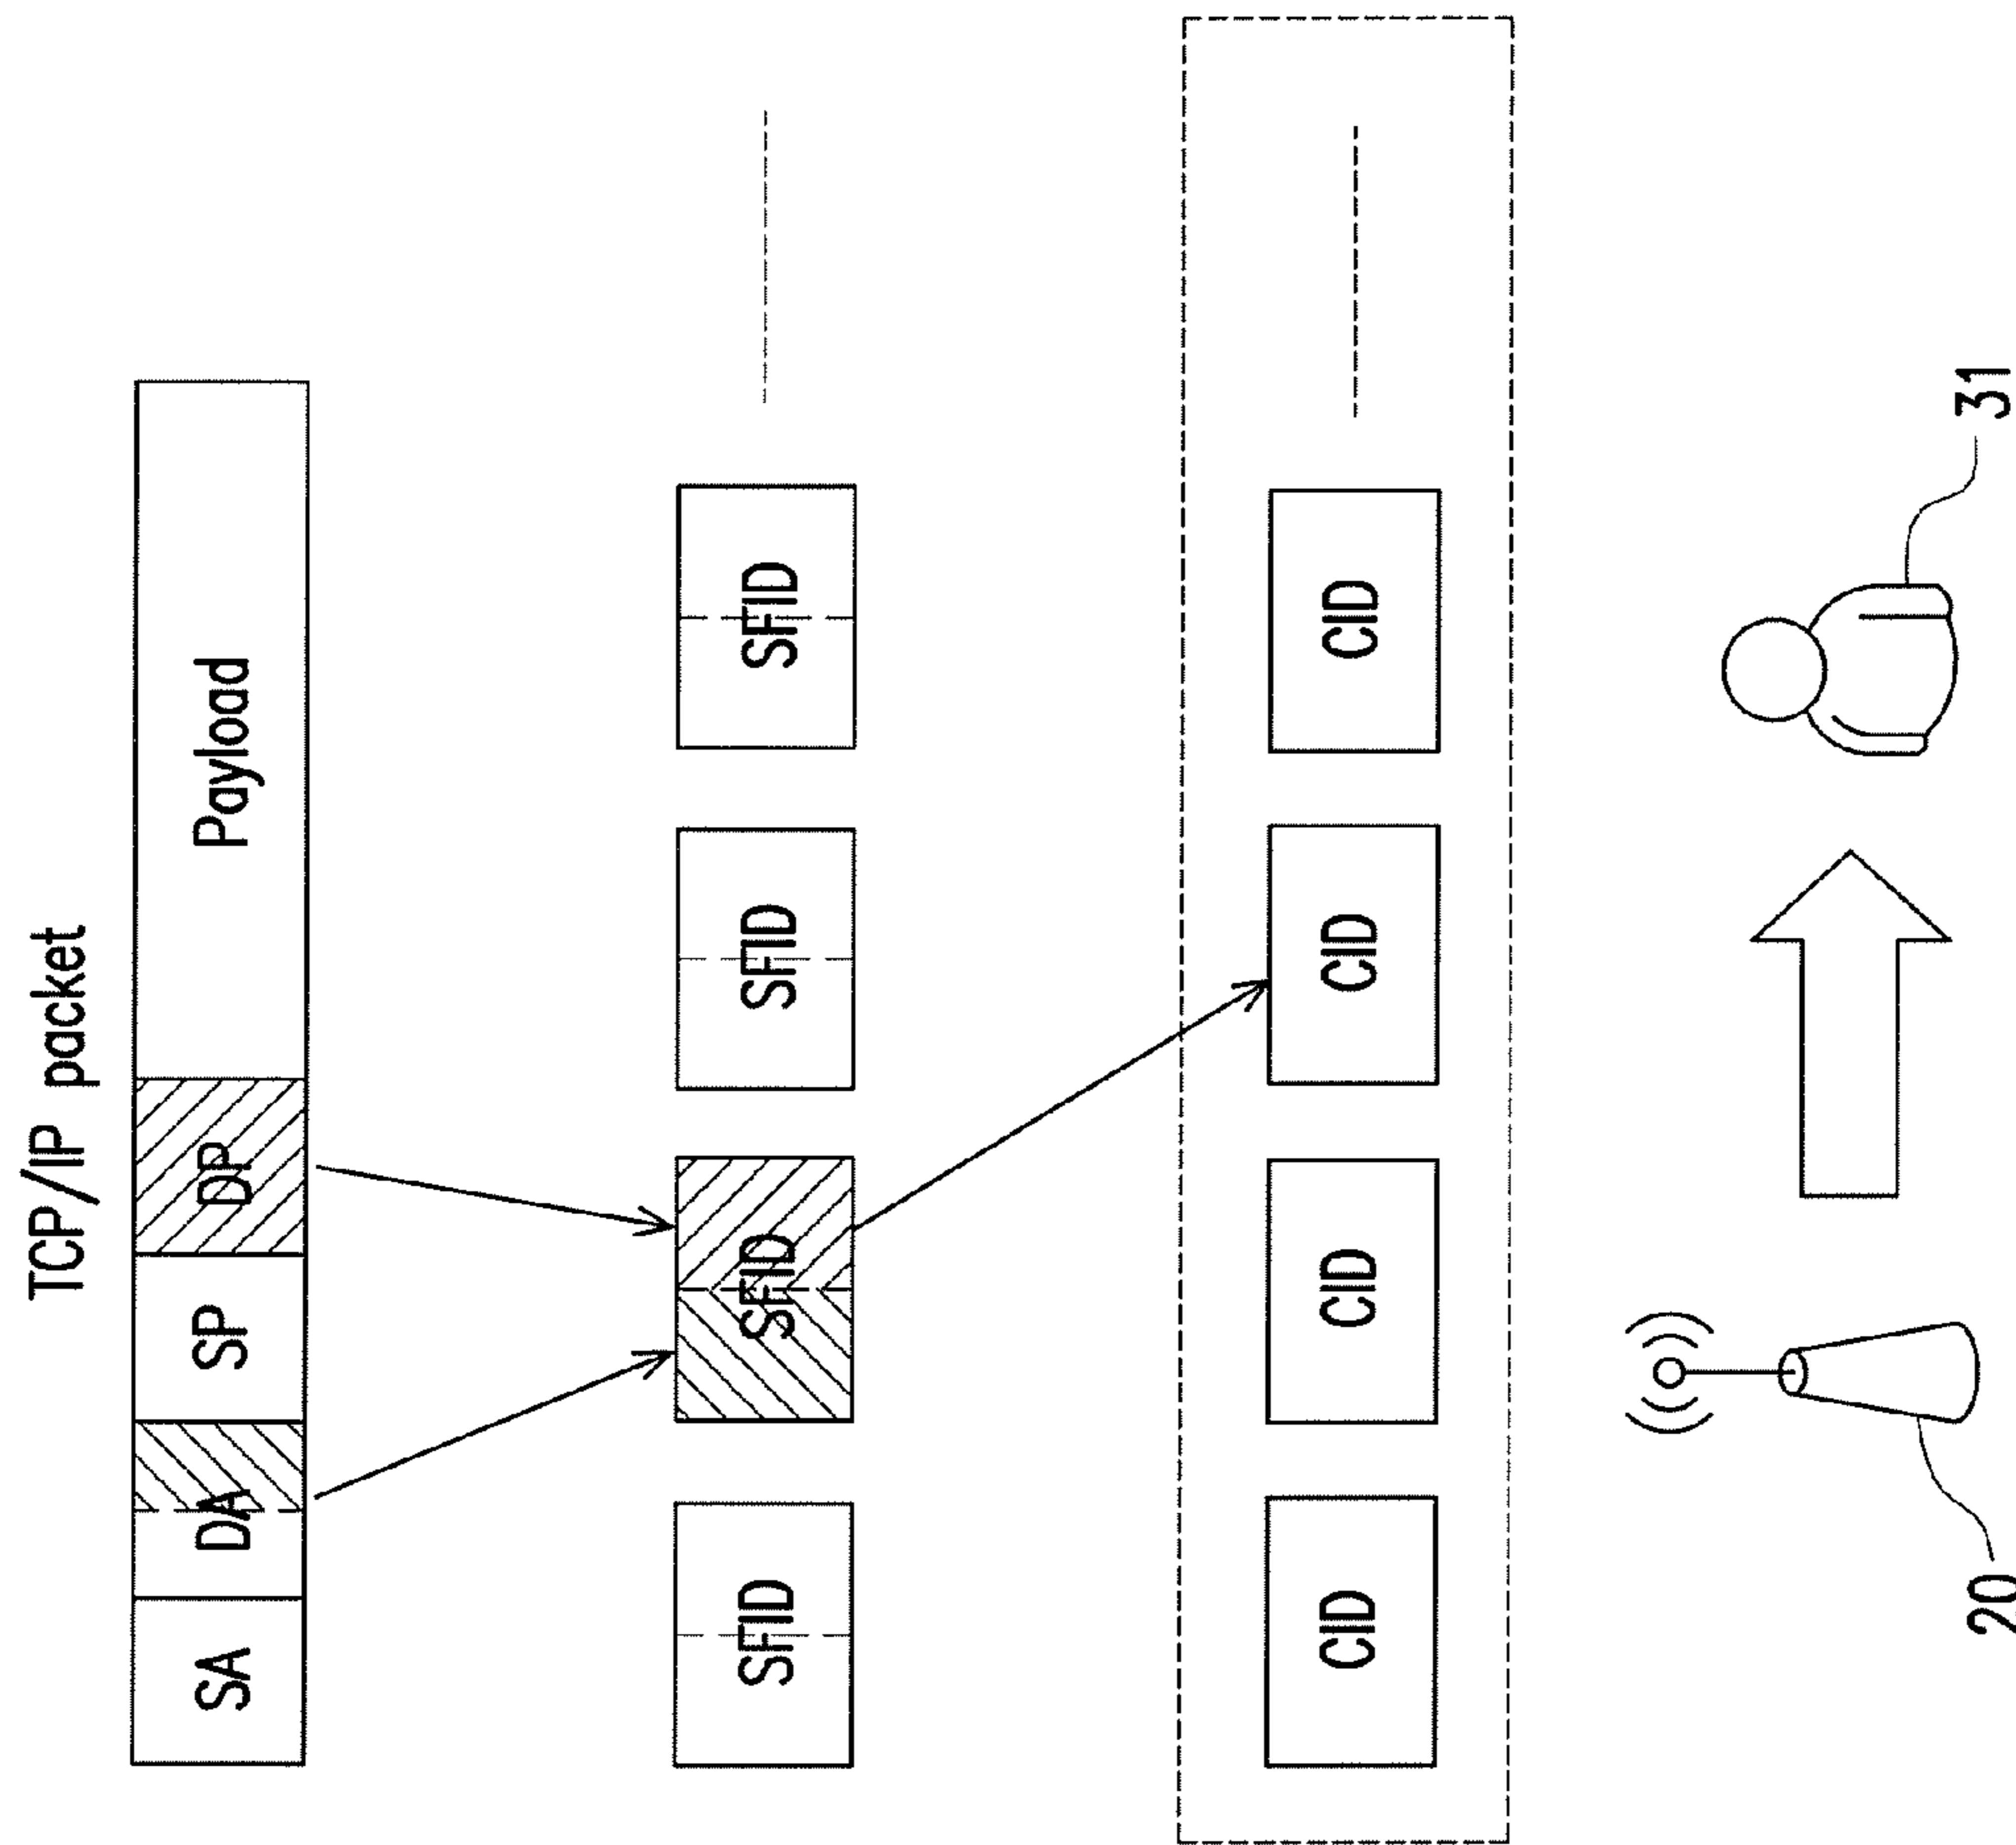 TCP/IP packet
SA DA SP DP Payload
SFID SFID SFID SFID
CID CID CID CID
20 31